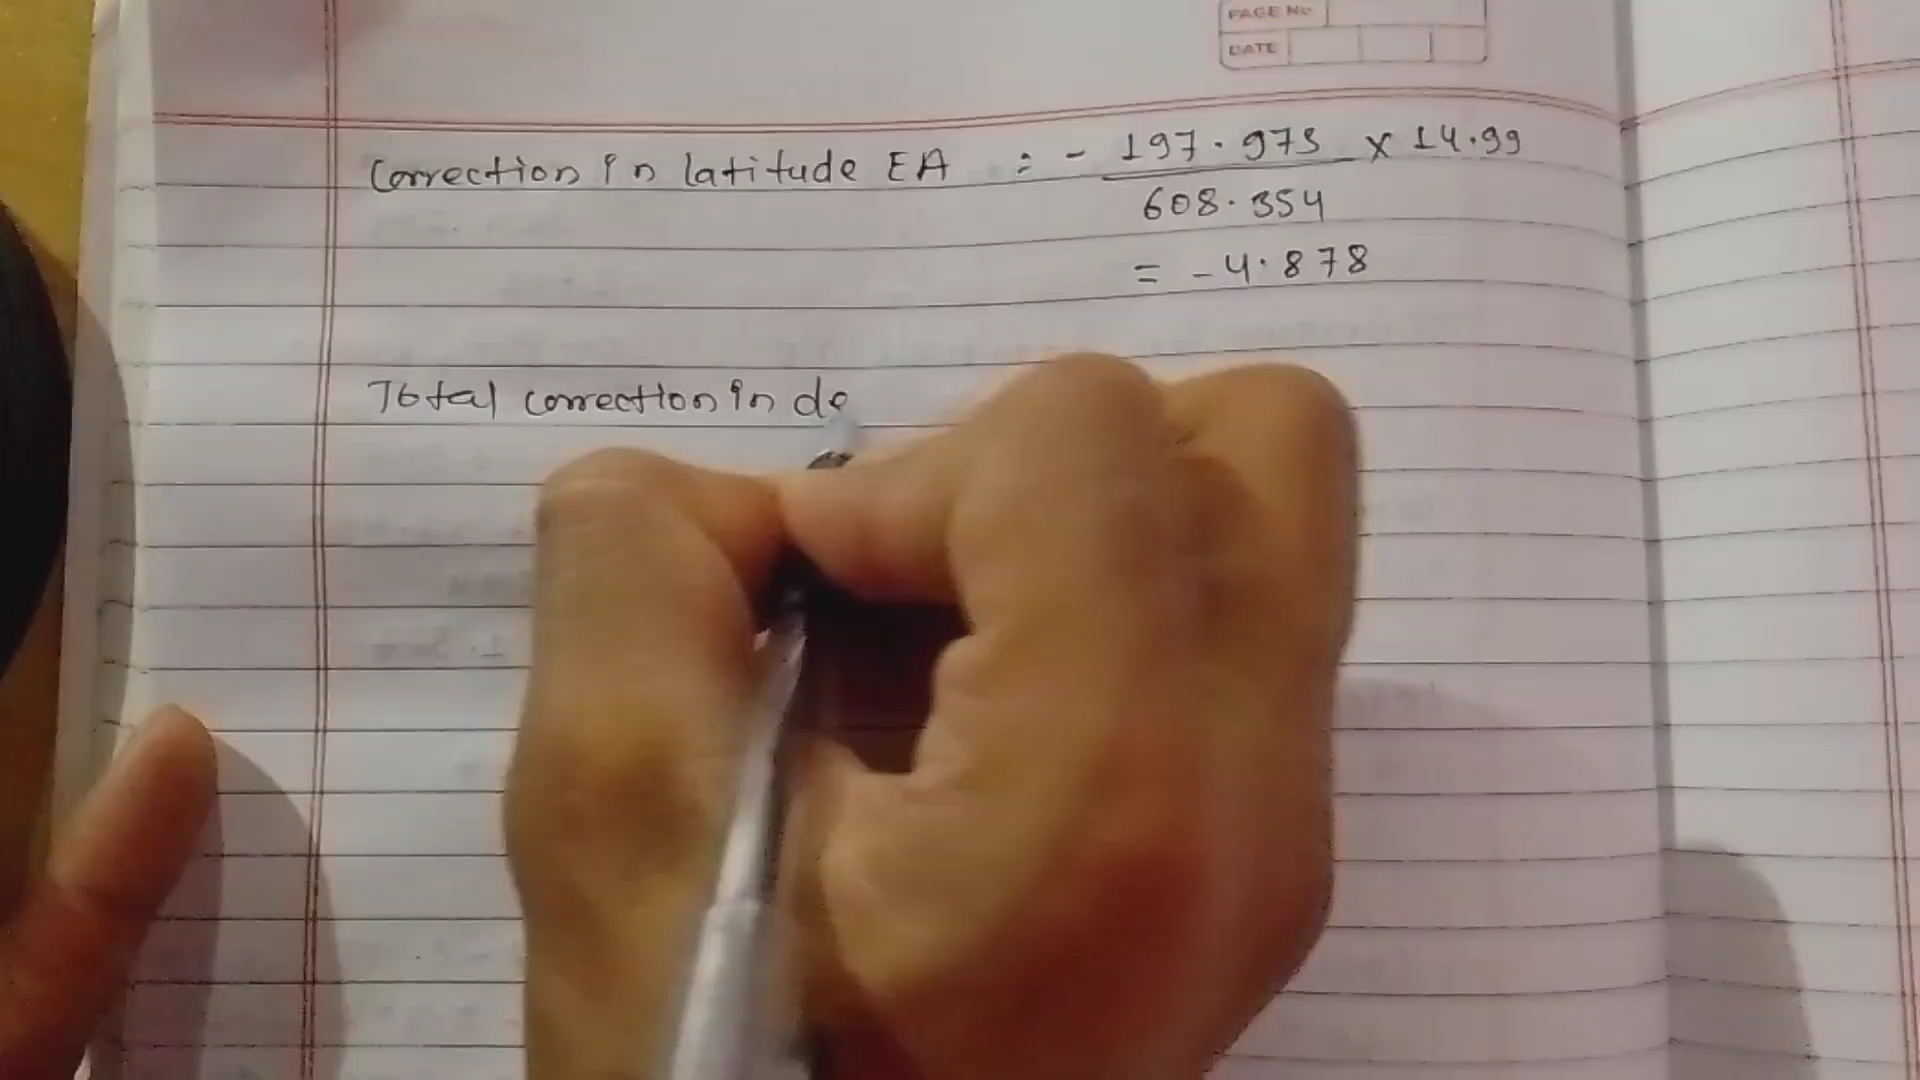 PAGE No
DATE
Correction in latitude EA : - 197.973 x 14.99
608.354
= -4.878
Total correction in de